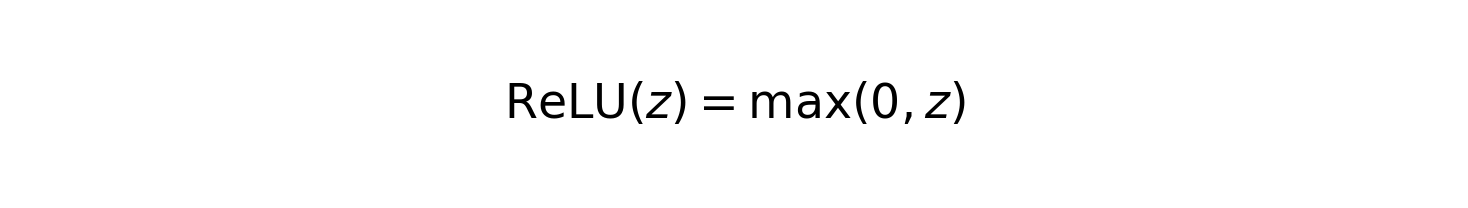 ReLU(z) = max(0, z)